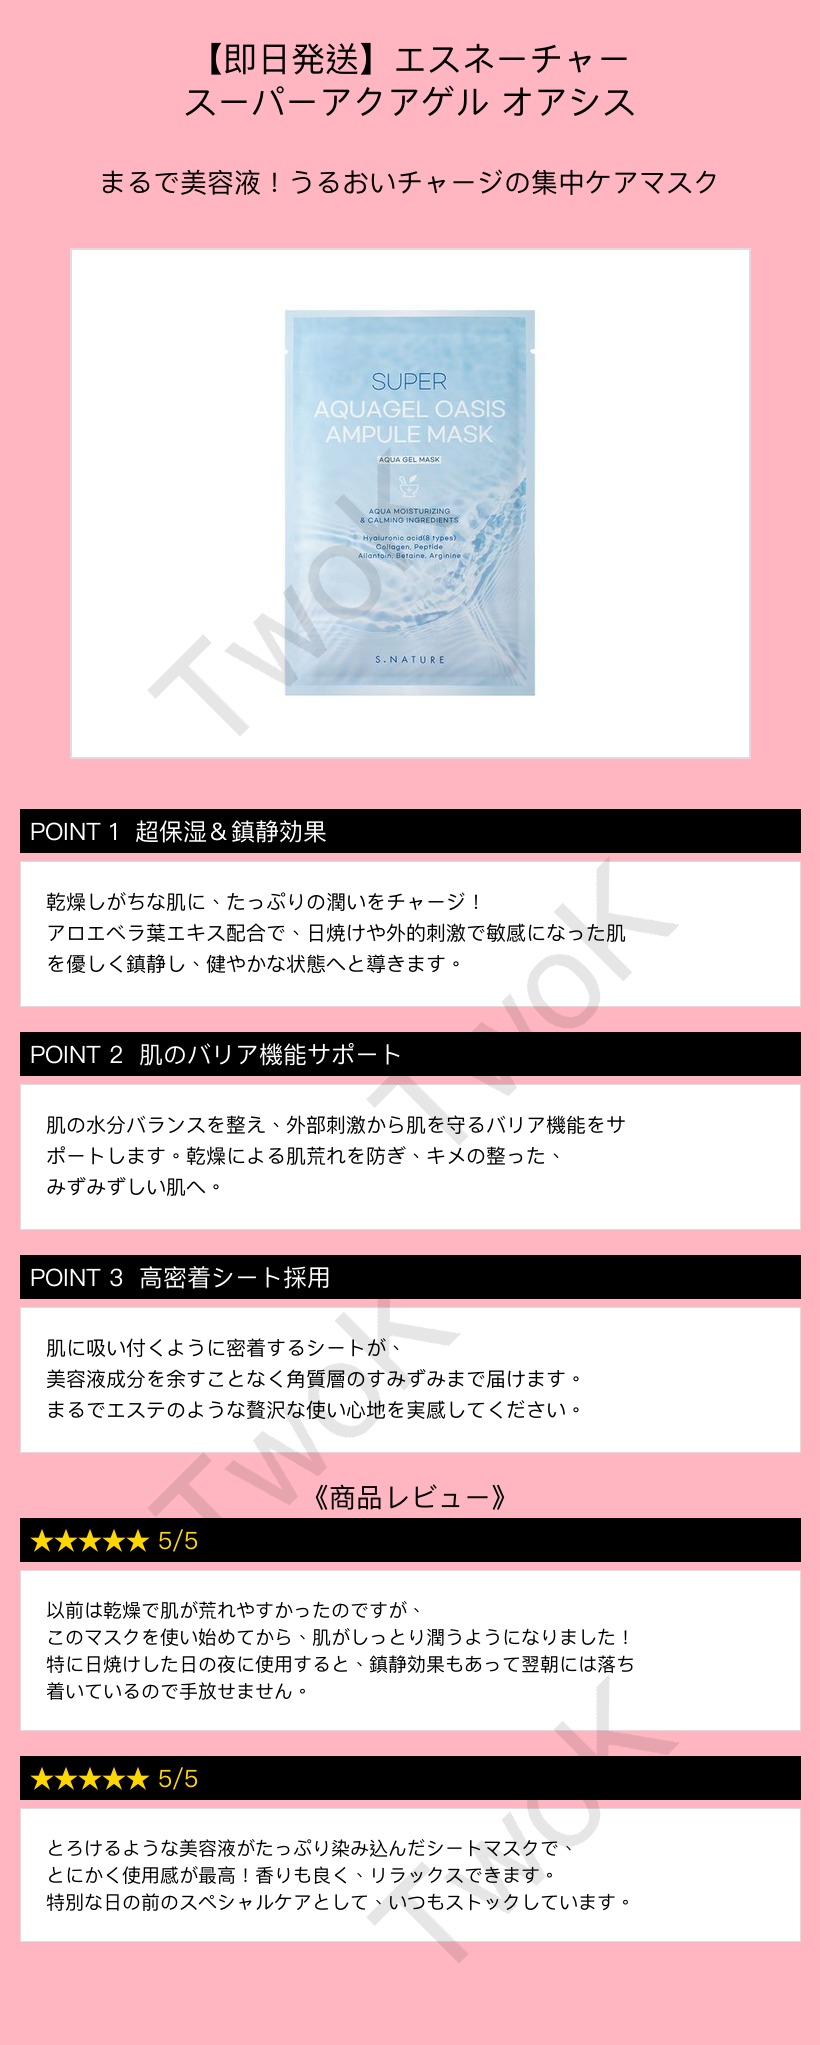 【即日発送】エスネーチャー
スーパーアクアゲル オアシス
まるで美容液！うるおいチャージの集中ケアマスク
SUPER
AQUAGEL OASIS
AMPULE MASK
AQUA GEL MASK
AQUA MOISTURIZING
& CALMING INGREDIENTS
Hyaluronic acid(8 types)
Collagen, Peptide
Allantoin, Betaine, Arginine
S.NATURE
TwoK
POINT 1 超保湿＆鎮静効果
乾燥しがちな肌に、たっぷりの潤いをチャージ！
アロエベラ葉エキス配合で、日焼けや外的刺激で敏感になった肌
を優しく鎮静し、健やかな状態へと導きます。
TwoK
POINT 2 肌のバリア機能サポート
肌の水分バランスを整え、外部刺激から肌を守るバリア機能をサ
ポートします。乾燥による肌荒れを防ぎ、キメの整った、
みずみずしい肌へ。
POINT 3 高密着シート採用
肌に吸い付くように密着するシートが、
美容液成分を余すことなく角質層のすみずみまで届けます。
まるでエステのような贅沢な使い心地を実感してください。
TwoK
《商品レビュー》
★★★★★ 5/5
以前は乾燥で肌が荒れやすかったのですが、
このマスクを使い始めてから、肌がしっとり潤うようになりました！
特に日焼けした日の夜に使用すると、鎮静効果もあって翌朝には落ち
着いているので手放せません。
★★★★★ 5/5
とろけるような美容液がたっぷり染み込んだシートマスクで、
とにかく使用感が最高！香りも良く、リラックスできます。
特別な日の前のスペシャルケアとして、いつもストックしています。
TwoK